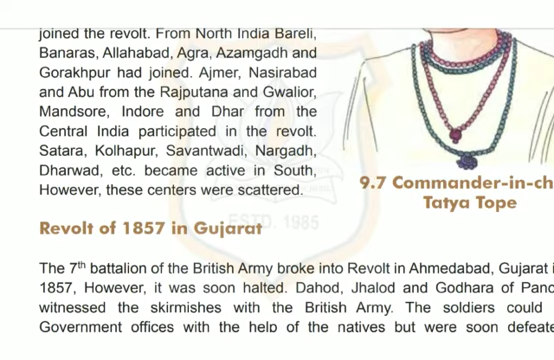 joined the revolt. From North India Bareli,
Banaras, Allahabad, Agra, Azamgadh and
Gorakhpur had joined. Ajmer, Nasirabad
and Abu from the Rajputana and Gwalior,
Mandsore, Indore and Dhar from the
Central India participated in the revolt.
Satara, Kolhapur, Savantwadi, Nargadh,
Dharwad, etc. became active in South,
However, these centers were scattered.
9.7 Commander-in-ch
Tatya Tope
ESTD. 1985
Revolt of 1857 in Gujarat
The 7th battalion of the British Army broke into Revolt in Ahmedabad, Gujarat i
1857, However, it was soon halted. Dahod, Jhalod and Godhara of Panc
witnessed the skirmishes with the British Army. The soldiers could
Government offices with the help of the natives but were soon defeate